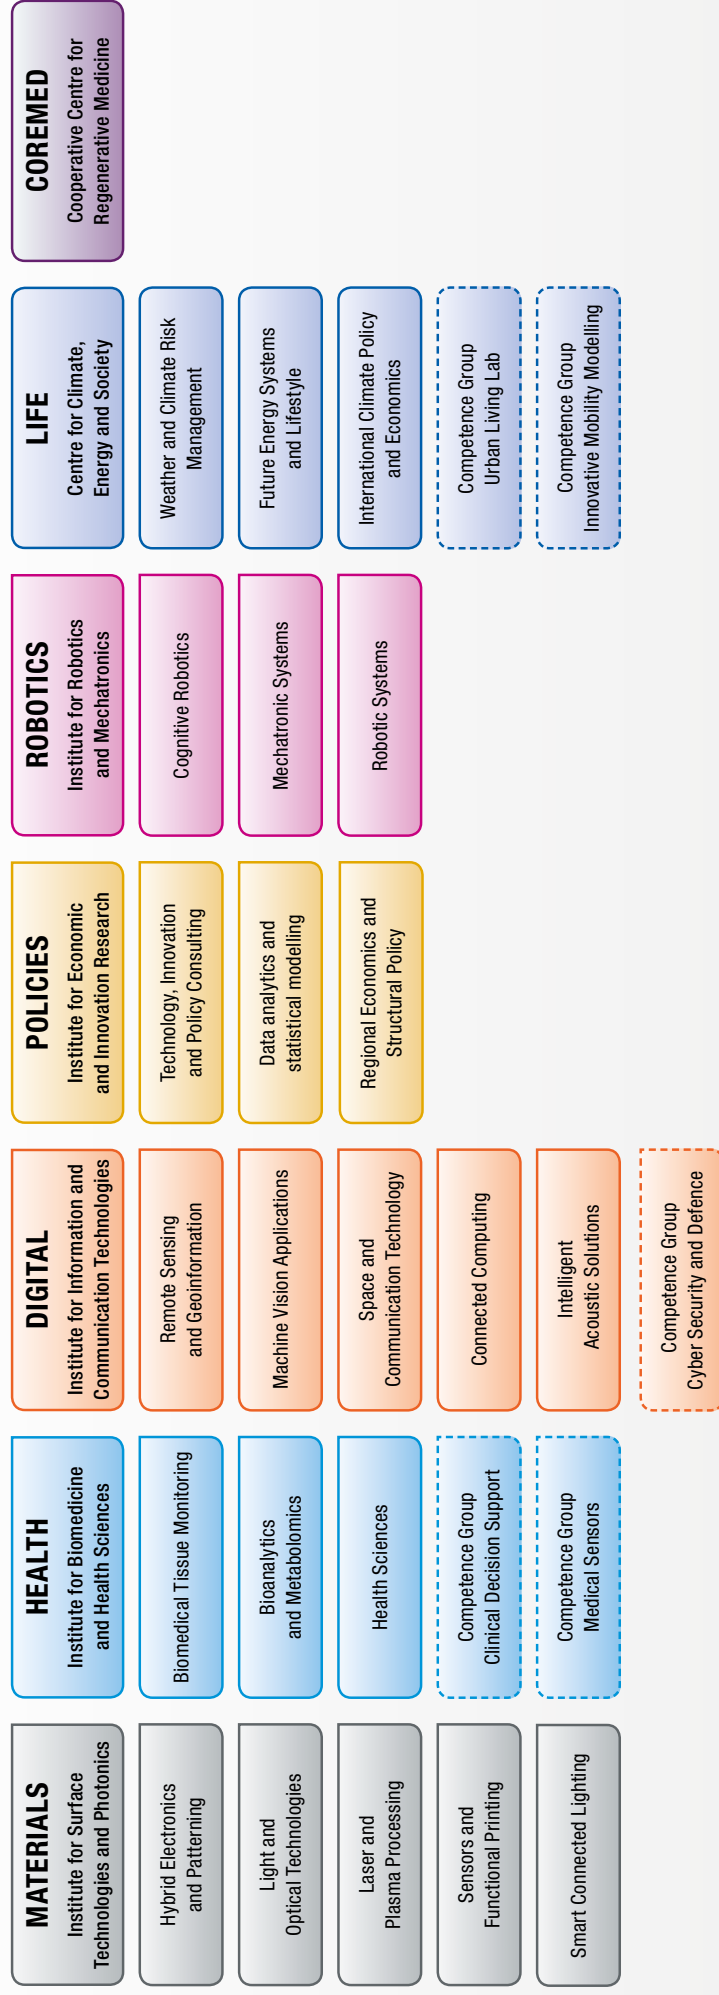 MATERIALS
Institute for Surface
Technologies and Photonics
Hybrid Electronics
and Patterning
Light and
Optical Technologies
Laser and
Plasma Processing
Sensors and
Functional Printing
Smart Connected Lighting
HEALTH
Institute for Biomedicine
and Health Sciences
Biomedical Tissue Monitoring
Bioanalytics
and Metabolomics
Health Sciences
Competence Group
Clinical Decision Support
Competence Group
Medical Sensors
DIGITAL
Institute for Information and
Communication Technologies
Remote Sensing
and Geoinformation
Machine Vision Applications
Space and
Communication Technology
Connected Computing
Intelligent
Acoustic Solutions
Competence Group
Cyber Security and Defence
POLICIES
Institute for Economic
and Innovation Research
Technology, Innovation
and Policy Consulting
Data analytics and
statistical modelling
Regional Economics and
Structural Policy
ROBOTICS
Institute for Robotics
and Mechatronics
Cognitive Robotics
Mechatronic Systems
Robotic Systems
LIFE
Centre for Climate,
Energy and Society
Weather and Climate Risk
Management
Future Energy Systems
and Lifestyle
International Climate Policy
and Economics
Competence Group
Urban Living Lab
Competence Group
Innovative Mobility Modelling
COREMED
Cooperative Centre for
Regenerative Medicine